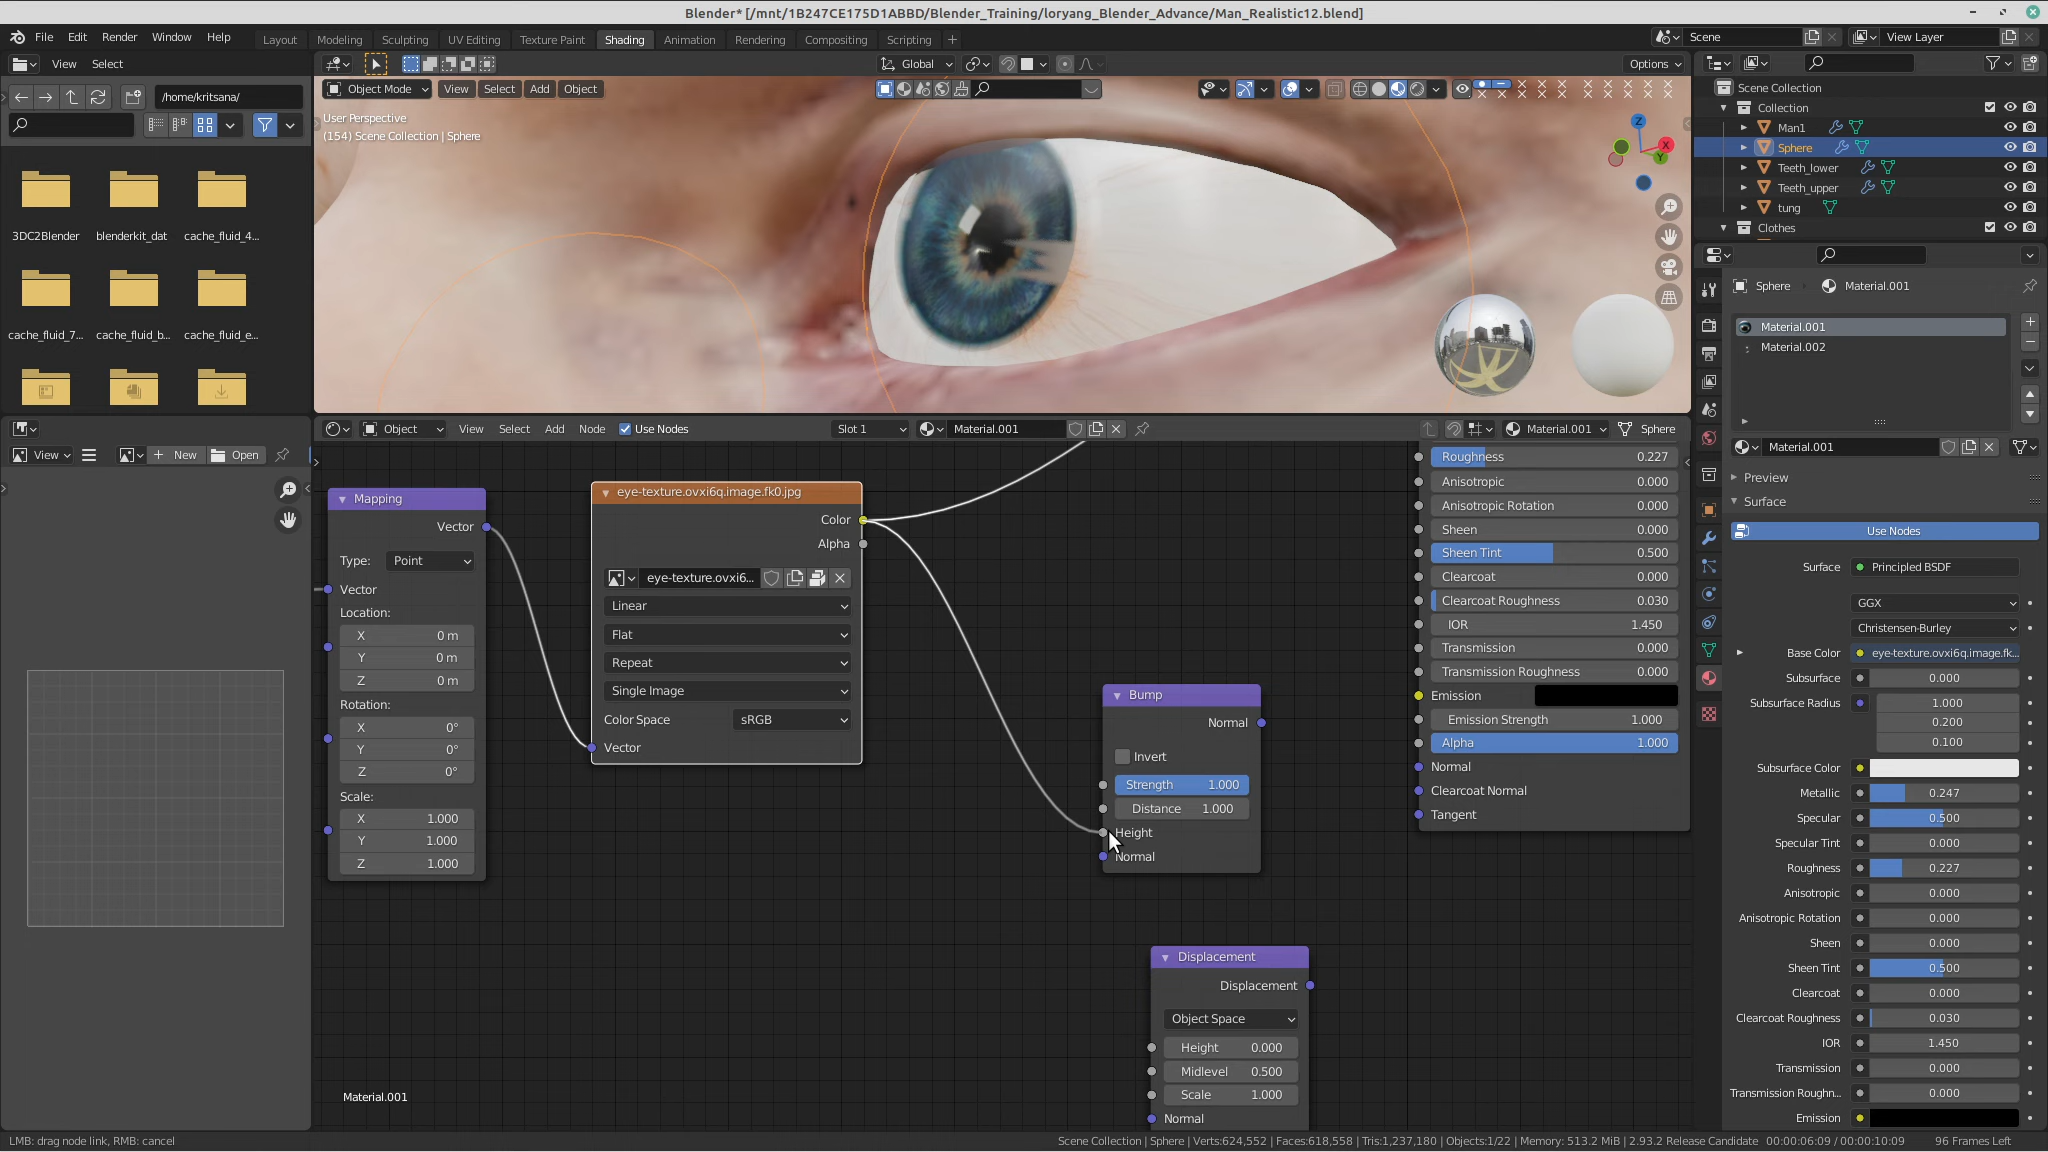 Blender* [/mnt/1B247CE175D1ABBD/Blender_Training/loryang_Blender_Advance/Man_Realistic12.blend]
File Edit Render Window Help Layout Modeling Sculpting UV Editing Texture Paint Shading Animation Rendering Compositing Scripting + Scene View Layer
View Select Global Options
/home/kritsana/
Object Mode View Select Add Object
User Perspective
(154) Scene Collection | Sphere
Z
X
Y
3DC2Blender blenderkit_dat cache_fluid_4...
cache_fluid_7... cache_fluid_b... cache_fluid_e...
Scene Collection
Collection
Man1
Sphere
Teeth_lower
Teeth_upper
tung
Clothes
Sphere Material.001
Material.001
Material.002
Material.001
Preview
Surface
Use Nodes
Surface Principled BSDF
GGX
Christensen-Burley
Base Color eye-texture.ovxi6q.image.fk...
Subsurface 0.000
Subsurface Radius 1.000
0.200
0.100
Subsurface Color
Metallic 0.247
Specular 0.500
Specular Tint 0.000
Roughness 0.227
Anisotropic 0.000
Anisotropic Rotation 0.000
Sheen 0.000
Sheen Tint 0.500
Clearcoat 0.000
Clearcoat Roughness 0.030
IOR 1.450
Transmission 0.000
Transmission Roughn... 0.000
Emission
View New Open
Object View Select Add Node Use Nodes Slot 1 Material.001 Material.001 Sphere
Mapping
Vector
Type: Point
Vector
Location:
X 0 m
Y 0 m
Z 0 m
Rotation:
X 0°
Y 0°
Z 0°
Scale:
X 1.000
Y 1.000
Z 1.000
eye-texture.ovxi6q.image.fk0.jpg
Color
Alpha
eye-texture.ovxi6...
Linear
Flat
Repeat
Single Image
Color Space sRGB
Vector
Bump
Normal
Invert
Strength 1.000
Distance 1.000
Height
Normal
Displacement
Displacement
Object Space
Height 0.000
Midlevel 0.500
Scale 1.000
Normal
Roughness 0.227
Anisotropic 0.000
Anisotropic Rotation 0.000
Sheen 0.000
Sheen Tint 0.500
Clearcoat 0.000
Clearcoat Roughness 0.030
IOR 1.450
Transmission 0.000
Transmission Roughness 0.000
Emission
Emission Strength 1.000
Alpha 1.000
Normal
Clearcoat Normal
Tangent
Material.001
LMB: drag node link, RMB: cancel
Scene Collection | Sphere | Verts:624,552 | Faces:618,558 | Tris:1,237,180 | Objects:1/22 | Memory: 513.2 MiB | 2.93.2 Release Candidate 00:00:06:09 / 00:00:10:09 96 Frames Left